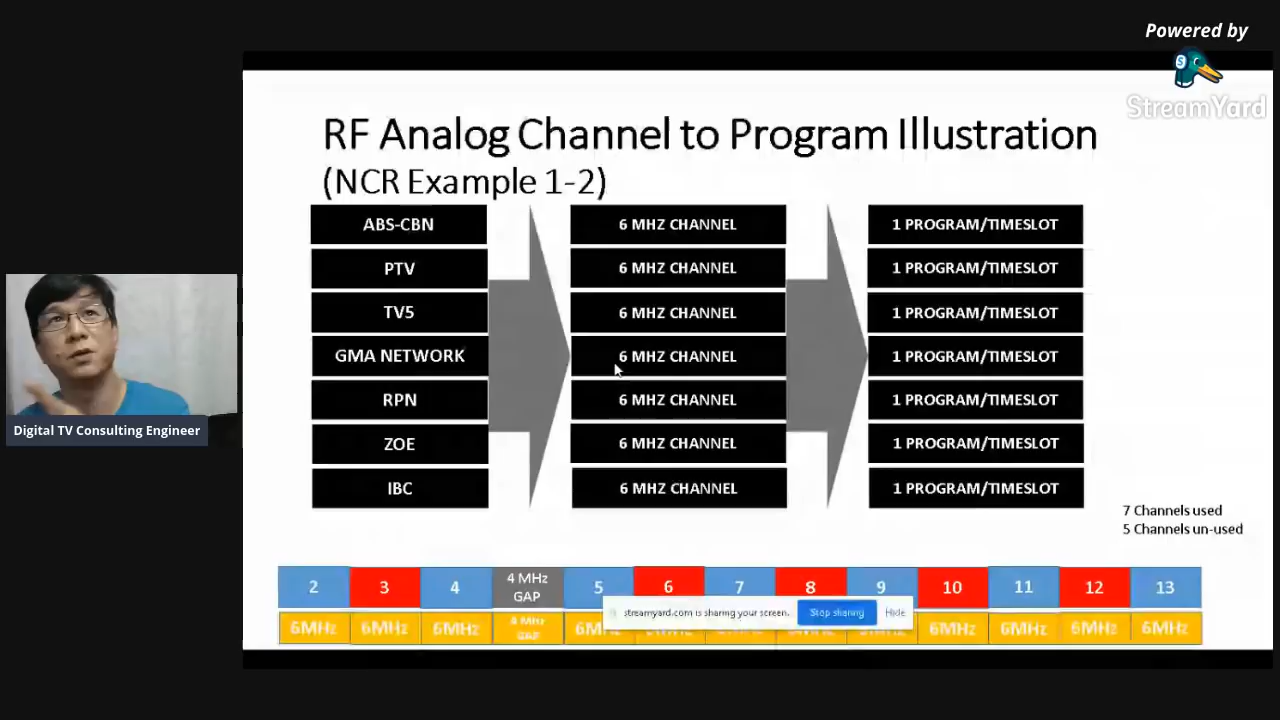 Powered by
StreamYard
RF Analog Channel to Program Illustration
(NCR Example 1-2)
ABS-CBN
6 MHZ CHANNEL
1 PROGRAM/TIMESLOT
PTV
6 MHZ CHANNEL
1 PROGRAM/TIMESLOT
TV5
6 MHZ CHANNEL
1 PROGRAM/TIMESLOT
GMA NETWORK
6 MHZ CHANNEL
1 PROGRAM/TIMESLOT
RPN
6 MHZ CHANNEL
1 PROGRAM/TIMESLOT
ZOE
6 MHZ CHANNEL
1 PROGRAM/TIMESLOT
IBC
6 MHZ CHANNEL
1 PROGRAM/TIMESLOT
Digital TV Consulting Engineer
7 Channels used
5 Channels un-used
2 3 4 4 MHz GAP 5 6 7 8 9 10 11 12 13
streamyard.com is sharing your screen. Stop sharing Hide
6MHz 6MHz 6MHz 4 MHz GAP 6MHz 6MHz 6MHz 6MHz